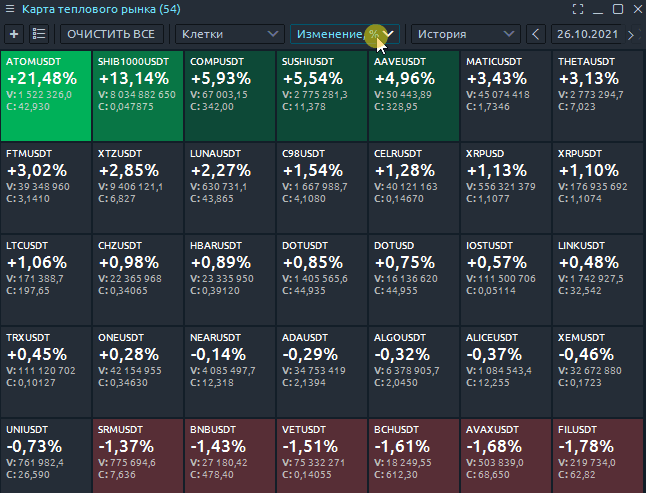 Карта теплового рынка (54)
ОЧИСТИТЬ ВСЕ Клетки Изменение, % История 26.10.2021
ATOMUSDT SHIB1000USDT COMPUSDT SUSHIUSDT AAVEUSDT MATICUSDT THETAUSDT
+21,48% +13,14% +5,93% +5,54% +4,96% +3,43% +3,13%
V: 1 522 326,0 V: 8 034 882 650 V: 67 003,15 V: 2 775 281,3 V: 50 443,89 V: 45 074 418 V: 2 773 294,7
C: 42,930 C: 0,047875 C: 342,00 C: 11,378 C: 328,95 C: 1,7346 C: 7,023
FTMUSDT XTZUSDT LUNAUSDT C98USDT CELRUSDT XRPUSD XRPUSDT
+3,02% +2,85% +2,27% +1,54% +1,28% +1,13% +1,10%
V: 39 348 960 V: 9 406 121,1 V: 630 731,1 V: 1 667 988,7 V: 40 121 163 V: 556 321 379 V: 176 935 692
C: 3,1410 C: 6,827 C: 43,865 C: 4,1080 C: 0,14670 C: 1,1077 C: 1,1074
LTCUSDT CHZUSDT HBARUSDT DOTUSDT DOTUSD IOSTUSDT LINKUSDT
+1,06% +0,98% +0,89% +0,85% +0,75% +0,57% +0,48%
V: 171 388,7 V: 22 365 968 V: 23 335 950 V: 1 405 565,6 V: 16 136 620 V: 111 500 706 V: 1 742 927,5
C: 197,65 C: 0,34065 C: 0,39120 C: 44,935 C: 44,955 C: 0,05114 C: 32,542
TRXUSDT ONEUSDT NEARUSDT ADAUSDT ALGOUSDT ALICEUSDT XEMUSDT
+0,45% +0,28% -0,14% -0,29% -0,32% -0,37% -0,46%
V: 111 120 702 V: 42 154 955 V: 4 085 497,7 V: 34 753 419 V: 6 378 905,7 V: 1 084 543,4 V: 32 672 880
C: 0,10127 C: 0,34630 C: 12,318 C: 2,1394 C: 2,0450 C: 12,255 C: 0,1723
UNIUSDT SRMUSDT BNBUSDT VETUSDT BCHUSDT AVAXUSDT FILUSDT
-0,73% -1,37% -1,43% -1,51% -1,61% -1,68% -1,78%
V: 761 982,4 V: 775 694,6 V: 27 180,42 V: 75 332 271 V: 18 249,55 V: 503 839,0 V: 219 734,0
C: 26,590 C: 7,636 C: 478,40 C: 0,14055 C: 612,30 C: 68,650 C: 62,82